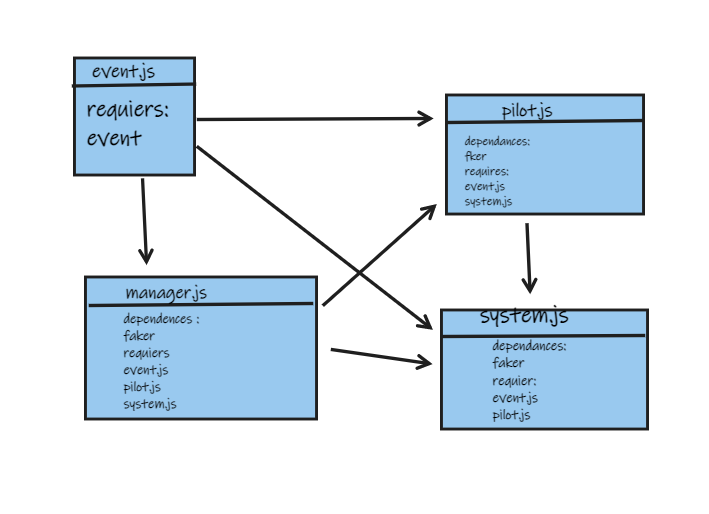 event.js
requiers:
event
pilot.js
dependances:
fker
requires:
event.js
system.js
manager.js
dependences :
faker
requiers
event.js
pilot.js
system.js
system.js
dependances:
faker
requier:
event.js
pilot.js